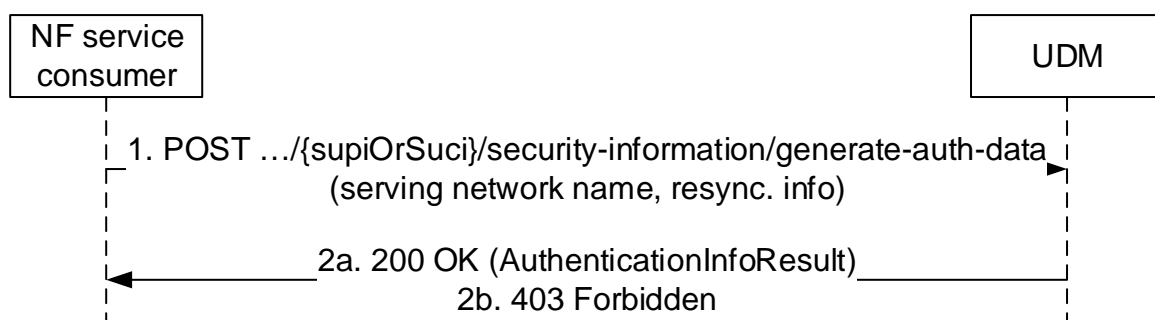 NF service
consumer
UDM
1. POST …/{supiOrSuci}/security-information/generate-auth-data
(serving network name, resync. info)
2a. 200 OK (AuthenticationInfoResult)
2b. 403 Forbidden